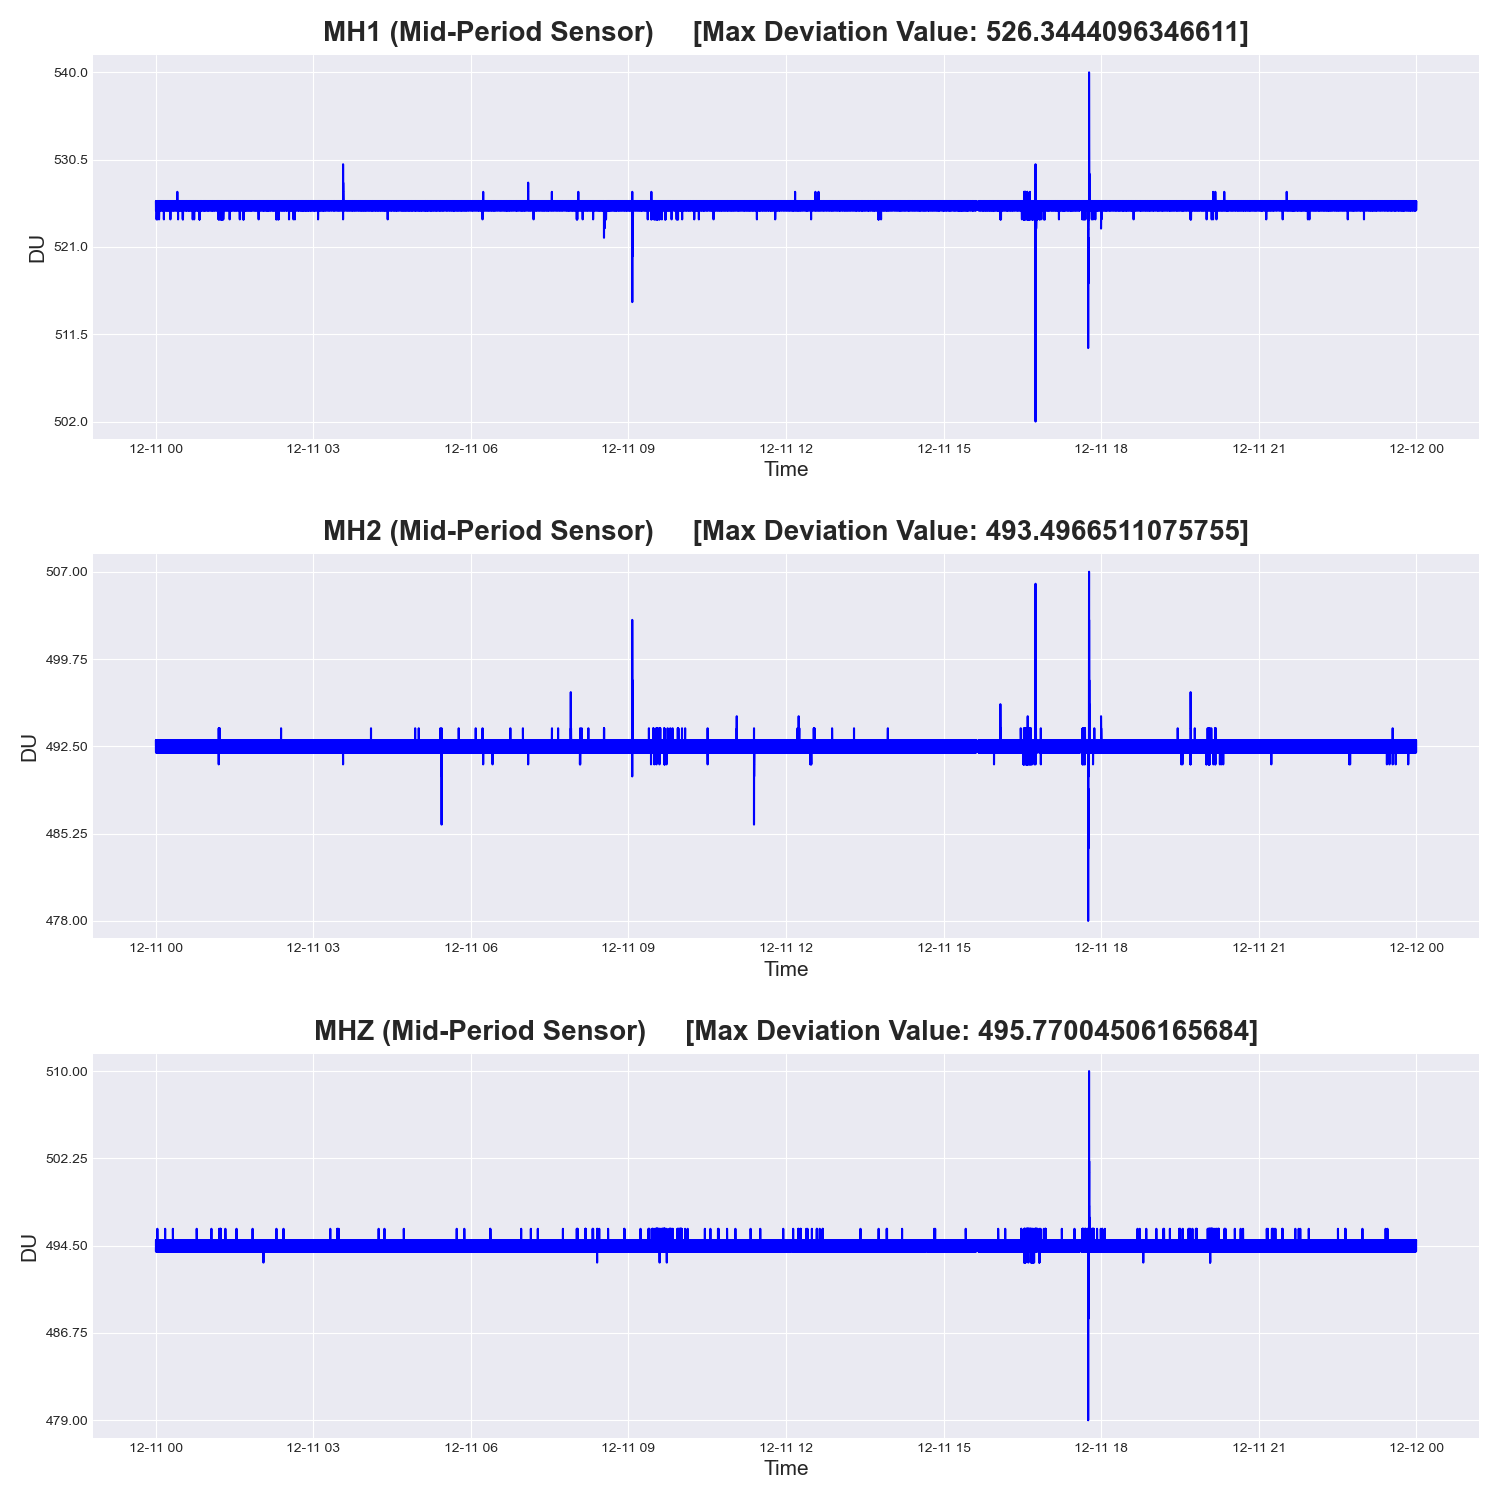 MH1 (Mid-Period Sensor) [Max Deviation Value: 526.3444096346611]
540.0
530.5
521.0
511.5
502.0
DU
12-11 00 12-11 03 12-11 06 12-11 09 12-11 12 12-11 15 12-11 18 12-11 21 12-12 00
Time
MH2 (Mid-Period Sensor) [Max Deviation Value: 493.4966511075755]
507.00
499.75
492.50
485.25
478.00
DU
12-11 00 12-11 03 12-11 06 12-11 09 12-11 12 12-11 15 12-11 18 12-11 21 12-12 00
Time
MHZ (Mid-Period Sensor) [Max Deviation Value: 495.77004506165684]
510.00
502.25
494.50
486.75
479.00
DU
12-11 00 12-11 03 12-11 06 12-11 09 12-11 12 12-11 15 12-11 18 12-11 21 12-12 00
Time